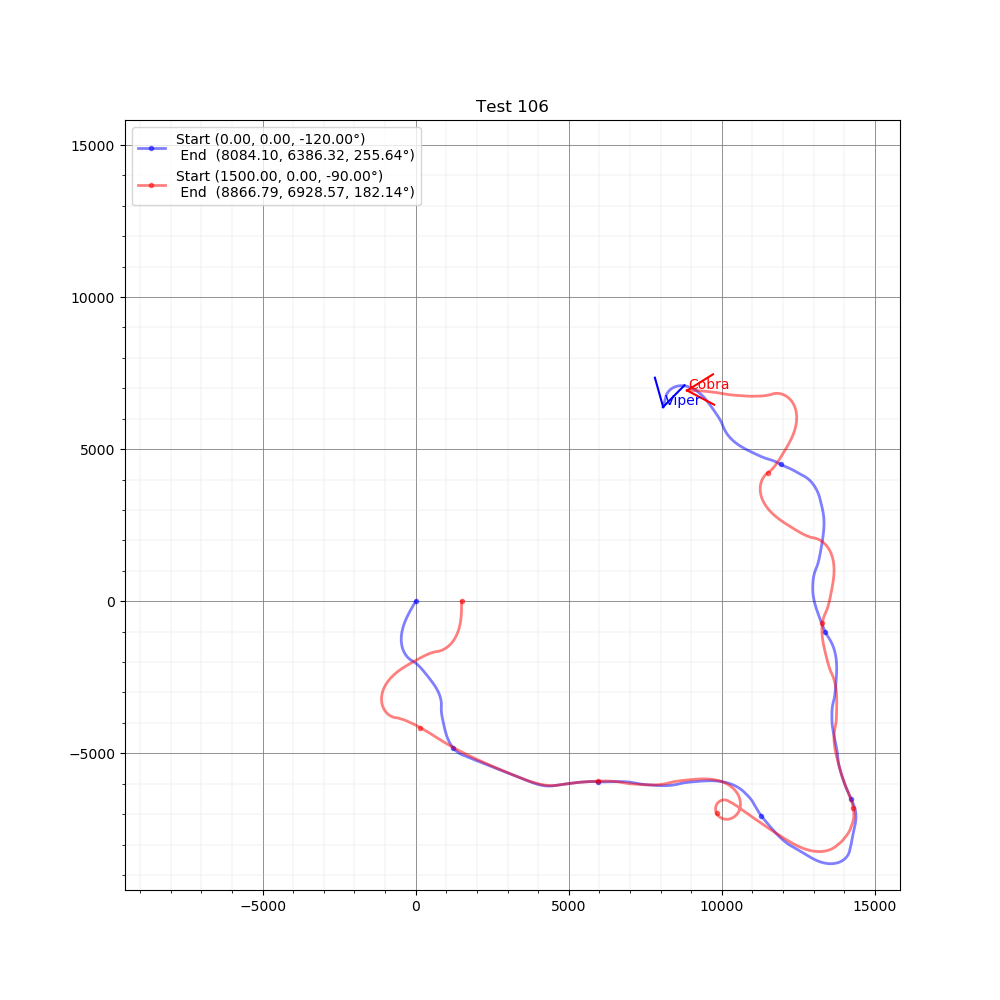 Test 106
Start (0.00, 0.00, -120.00°)
End  (8084.10, 6386.32, 255.64°)
Start (1500.00, 0.00, -90.00°)
End  (8866.79, 6928.57, 182.14°)
15000
10000
5000
0
−5000
Cobra
Viper
−5000
0
5000
10000
15000